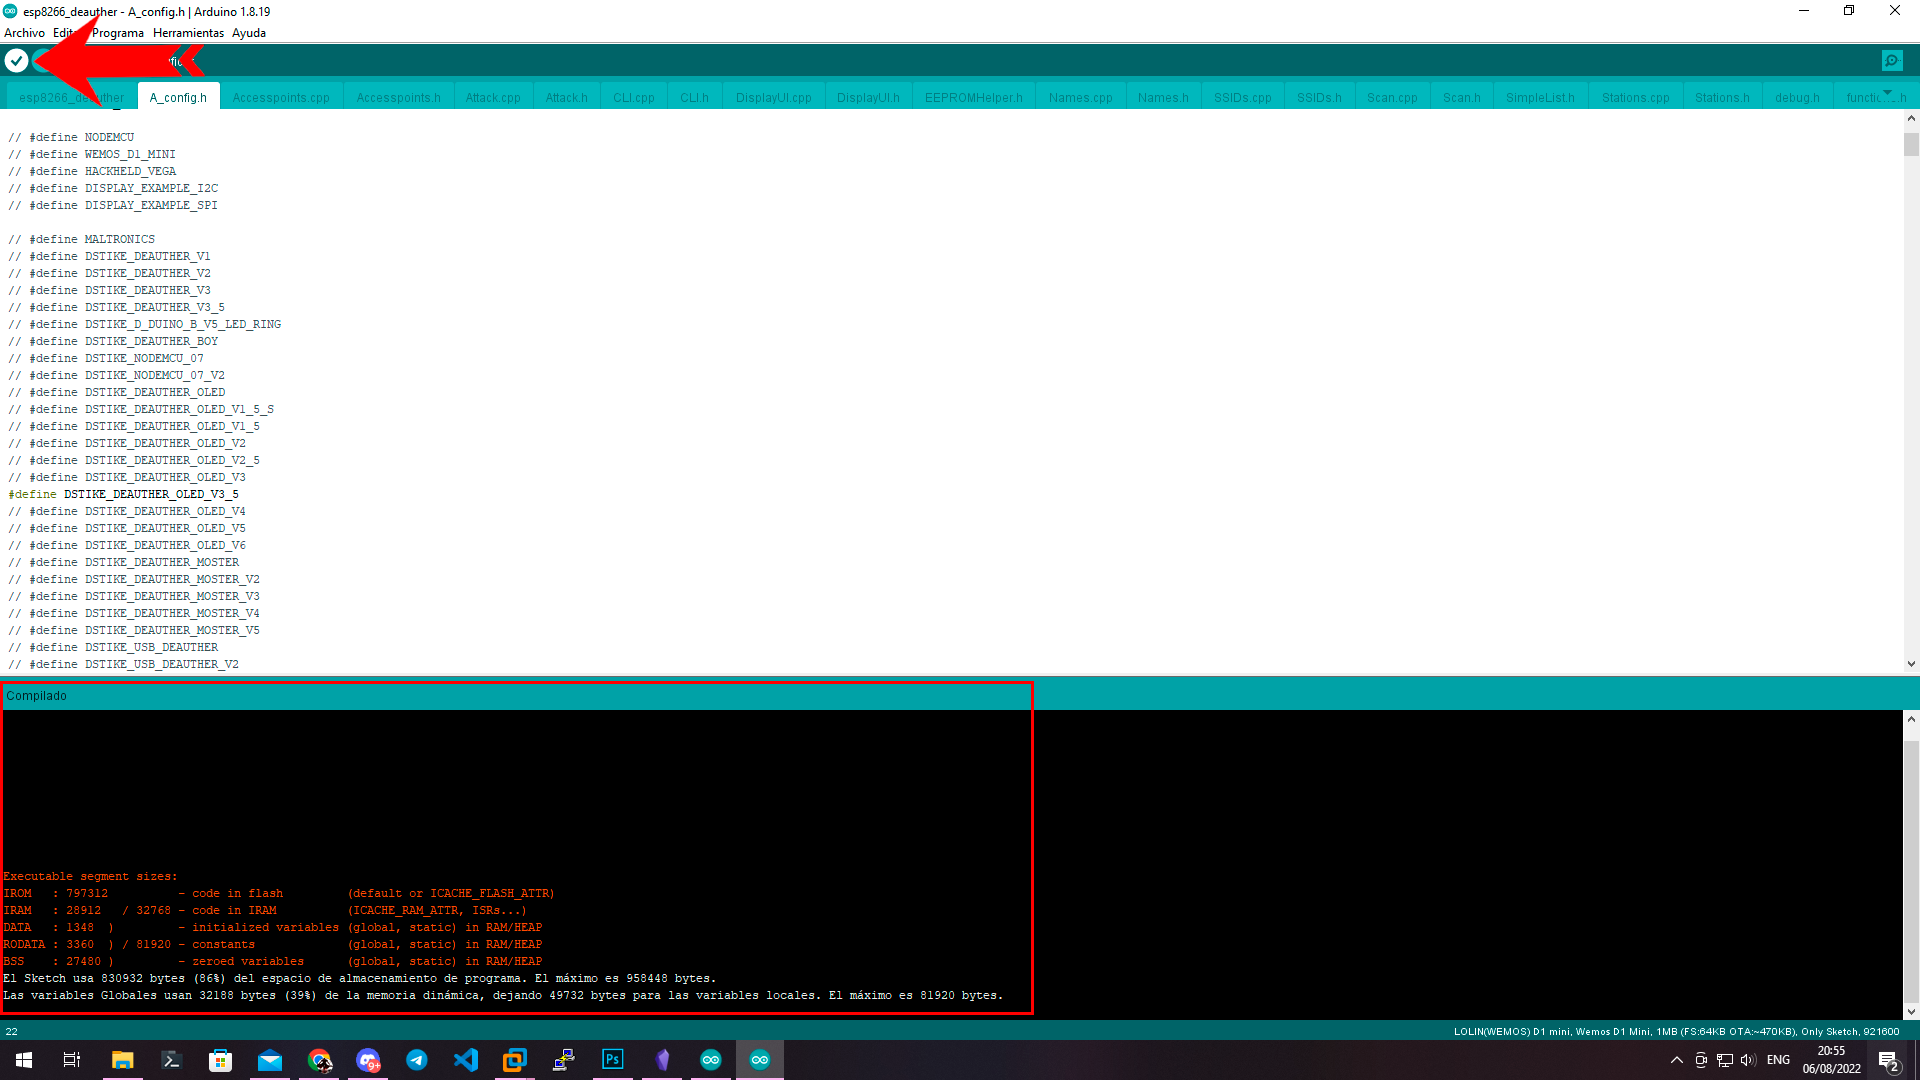 esp8266_deauther - A_config.h | Arduino 1.8.19
Archivo Programa Herramientas Ayuda
A_config.h Accesspoints.cpp Accesspoints.h Attack.cpp Attack.h CLI.cpp CLI.h DisplayUI.cpp DisplayUI.h EEPROMHelper.h Names.cpp Names.h SSIDs.cpp SSIDs.h Scan.cpp Scan.h SimpleList.h Stations.cpp Stations.h debug.h
// #define NODEMCU
// #define WEMOS_D1_MINI
// #define HACKHELD_VEGA
// #define DISPLAY_EXAMPLE_I2C
// #define DISPLAY_EXAMPLE_SPI
// #define MALTRONICS
// #define DSTIKE_DEAUTHER_V1
// #define DSTIKE_DEAUTHER_V2
// #define DSTIKE_DEAUTHER_V3
// #define DSTIKE_DEAUTHER_V3_5
// #define DSTIKE_D_DUINO_B_V5_LED_RING
// #define DSTIKE_DEAUTHER_BOY
// #define DSTIKE_NODEMCU_07
// #define DSTIKE_NODEMCU_07_V2
// #define DSTIKE_DEAUTHER_OLED
// #define DSTIKE_DEAUTHER_OLED_V1_5_S
// #define DSTIKE_DEAUTHER_OLED_V1_5
// #define DSTIKE_DEAUTHER_OLED_V2
// #define DSTIKE_DEAUTHER_OLED_V2_5
// #define DSTIKE_DEAUTHER_OLED_V3
#define DSTIKE_DEAUTHER_OLED_V3_5
// #define DSTIKE_DEAUTHER_OLED_V4
// #define DSTIKE_DEAUTHER_OLED_V5
// #define DSTIKE_DEAUTHER_OLED_V6
// #define DSTIKE_DEAUTHER_MOSTER
// #define DSTIKE_DEAUTHER_MOSTER_V2
// #define DSTIKE_DEAUTHER_MOSTER_V3
// #define DSTIKE_DEAUTHER_MOSTER_V4
// #define DSTIKE_DEAUTHER_MOSTER_V5
// #define DSTIKE_USB_DEAUTHER
// #define DSTIKE_USB_DEAUTHER_V2
Compilado
Executable segment sizes:
IROM : 797312 - code in flash (default or ICACHE_FLASH_ATTR)
IRAM : 28912 / 32768 - code in IRAM (ICACHE_RAM_ATTR, ISRs...)
DATA : 1348 ) - initialized variables (global, static) in RAM/HEAP
RODATA : 3360 ) / 81920 - constants (global, static) in RAM/HEAP
BSS : 27480 ) - zeroed variables (global, static) in RAM/HEAP
El Sketch usa 830932 bytes (86%) del espacio de almacenamiento de programa. El máximo es 958448 bytes.
Las variables Globales usan 32188 bytes (39%) de la memoria dinámica, dejando 49732 bytes para las variables locales. El máximo es 81920 bytes.
22
LOLIN(WEMOS) D1 mini, Wemos D1 Mini, 1MB (FS:64KB OTA:~470KB), Only Sketch, 921600
9+
Ps
ENG
20:55
06/08/2022
2